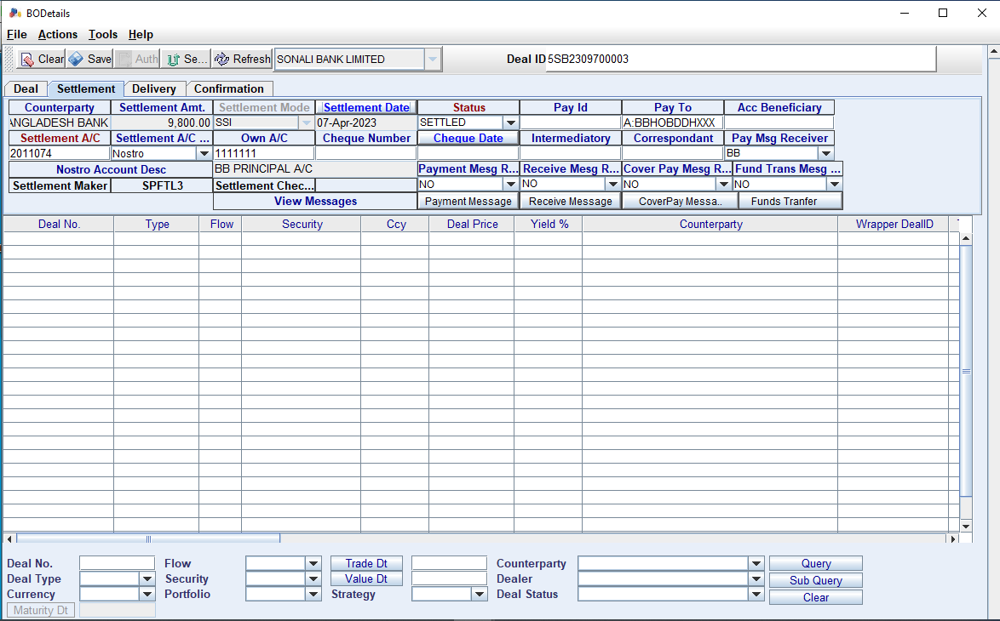 BODetails
File Actions Tools Help
Clear Save Auth Se... Refresh SONALI BANK LIMITED Deal ID 5SB2309700003
Deal Settlement Delivery Confirmation
Counterparty Settlement Amt. Settlement Mode Settlement Date Status Pay Id Pay To Acc Beneficiary
ANGLADESH BANK 9,800.00 SSI 07-Apr-2023 SETTLED A:BBHOBDDHXXX
Settlement A/C Settlement A/C ... Own A/C Cheque Number Cheque Date Intermediatory Correspondant Pay Msg Receiver
2011074 Nostro 1111111 BB
Nostro Account Desc BB PRINCIPAL A/C Payment Mesg R... Receive Mesg R... Cover Pay Mesg R... Fund Trans Mesg ...
Settlement Maker SPFTL3 Settlement Chec... NO NO NO NO
View Messages Payment Message Receive Message CoverPay Messa.. Funds Tranfer
Deal No. Type Flow Security Ccy Deal Price Yield % Counterparty Wrapper DealID
Deal No. Flow Trade Dt Counterparty Query
Deal Type Security Value Dt Dealer Sub Query
Currency Portfolio Strategy Deal Status Clear
Maturity Dt